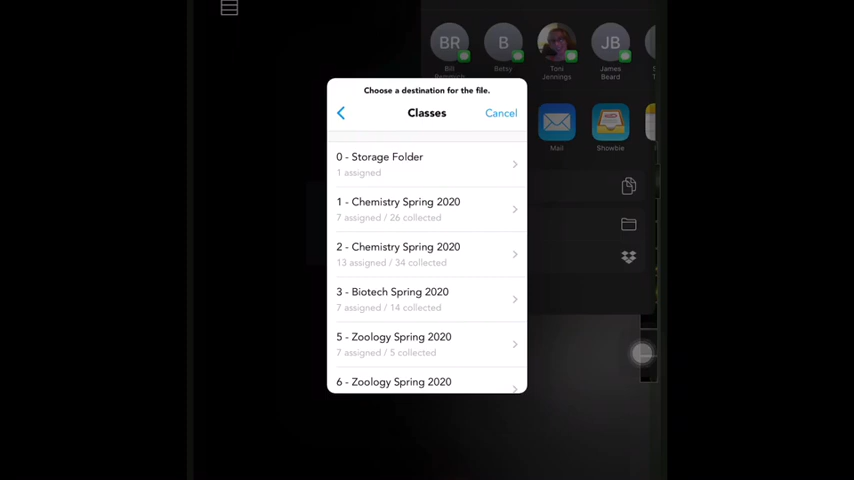 BR
B
JB
Bill
Betsy
Toni
Jennings
James
Beard
Choose a destination for the file.
Classes
Cancel
Mail
Showbie
0 - Storage Folder
1 assigned
1 - Chemistry Spring 2020
7 assigned / 26 collected
2 - Chemistry Spring 2020
13 assigned / 34 collected
3 - Biotech Spring 2020
7 assigned / 14 collected
5 - Zoology Spring 2020
7 assigned / 5 collected
6 - Zoology Spring 2020